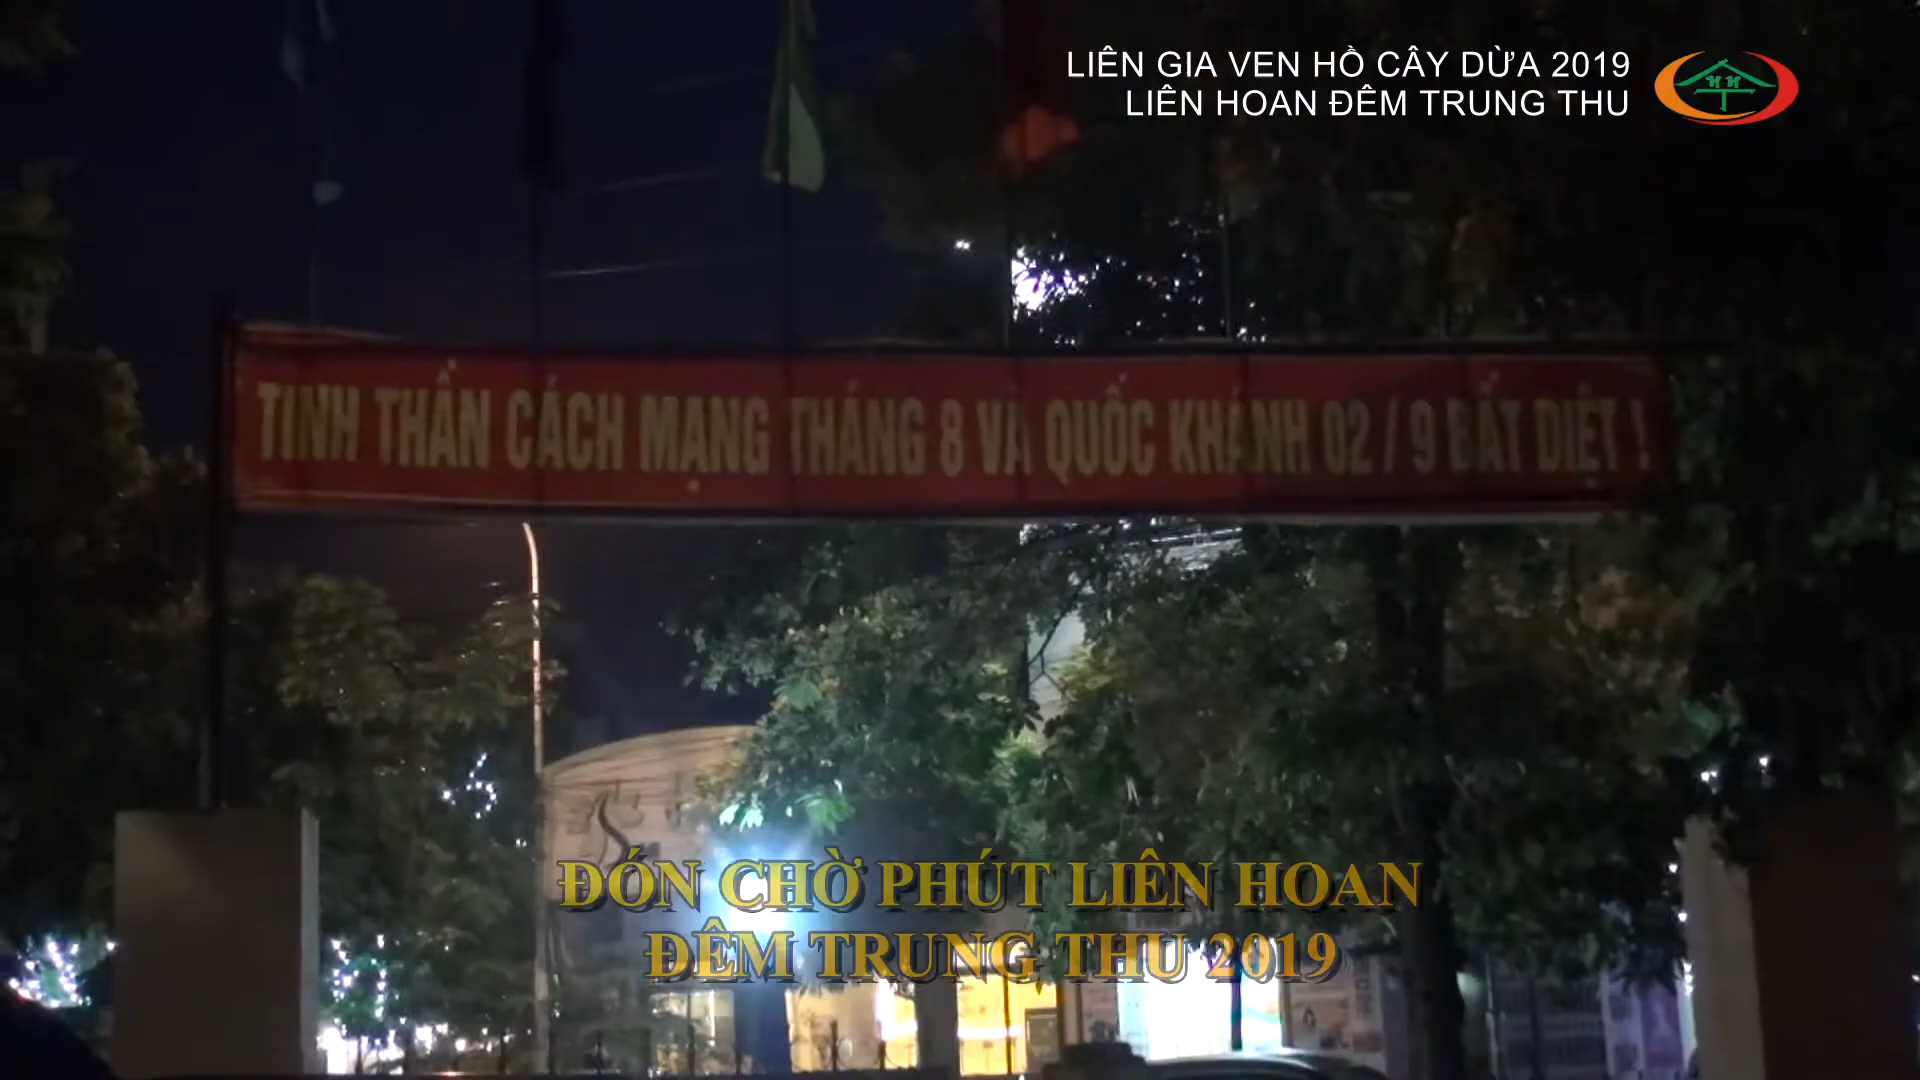 LIÊN GIA VEN HỒ CÂY DỪA 2019
LIÊN HOAN ĐÊM TRUNG THU
HH
TINH THẦN CÁCH MẠNG THÁNG 8 VÀ QUỐC KHÁNH 02 / 9 BẤT DIỆT !
ĐÓN CHỜ PHÚT LIÊN HOAN
ĐÊM TRUNG THU 2019